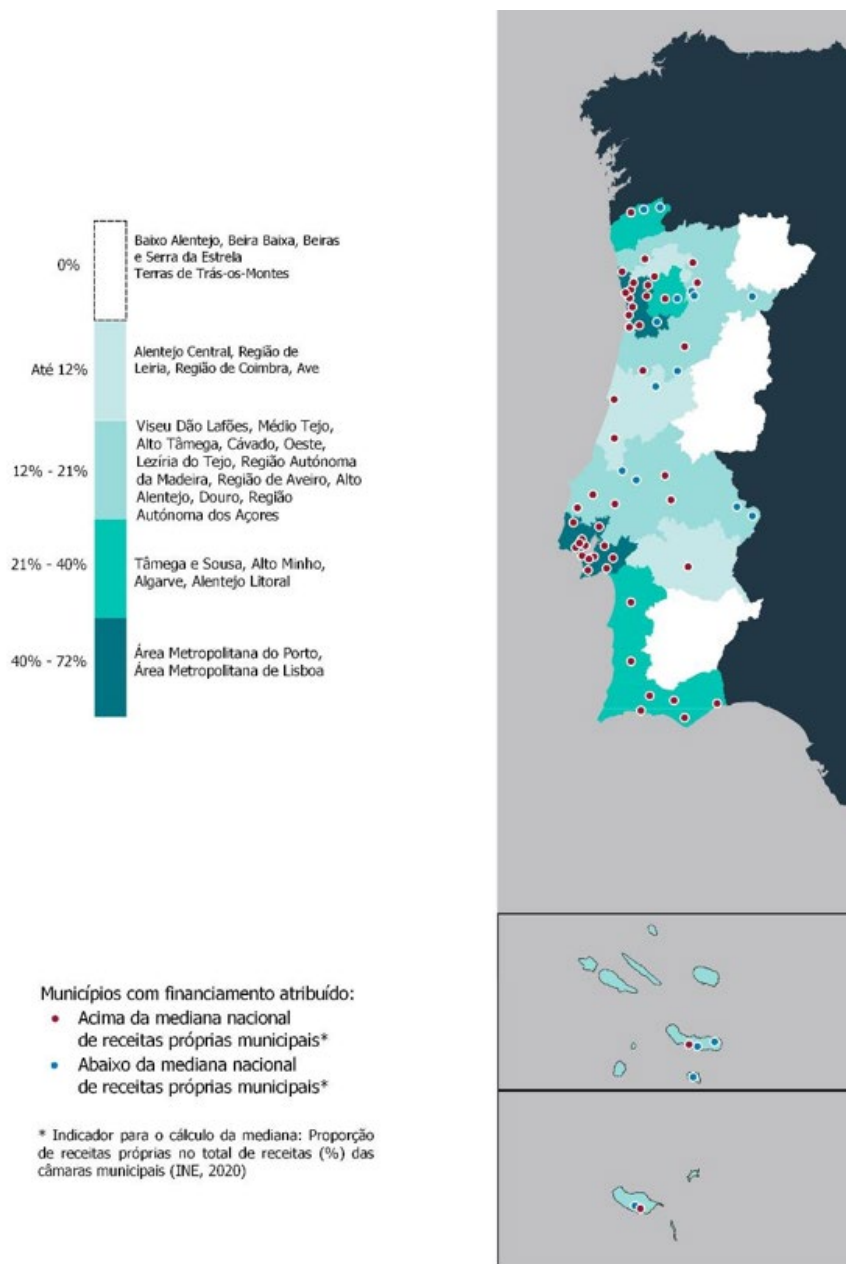 0%
Baixo Alentejo, Beira Baixa, Beiras
e Serra da Estrela
Terras de Trás-os-Montes
Até 12%
Alentejo Central, Região de
Leiria, Região de Coimbra, Ave
12% - 21%
Viseu Dão Lafões, Médio Tejo,
Alto Tâmega, Cávado, Oeste,
Lezíria do Tejo, Região Autónoma
da Madeira, Região de Aveiro, Alto
Alentejo, Douro, Região
Autónoma dos Açores
21% - 40%
Tâmega e Sousa, Alto Minho,
Algarve, Alentejo Litoral
40% - 72%
Área Metropolitana do Porto,
Área Metropolitana de Lisboa
Municípios com financiamento atribuído:
Acima da mediana nacional
de receitas próprias municipais*
Abaixo da mediana nacional
de receitas próprias municipais*
* Indicador para o cálculo da mediana: Proporção
de receitas próprias no total de receitas (%) das
câmaras municipais (INE, 2020)